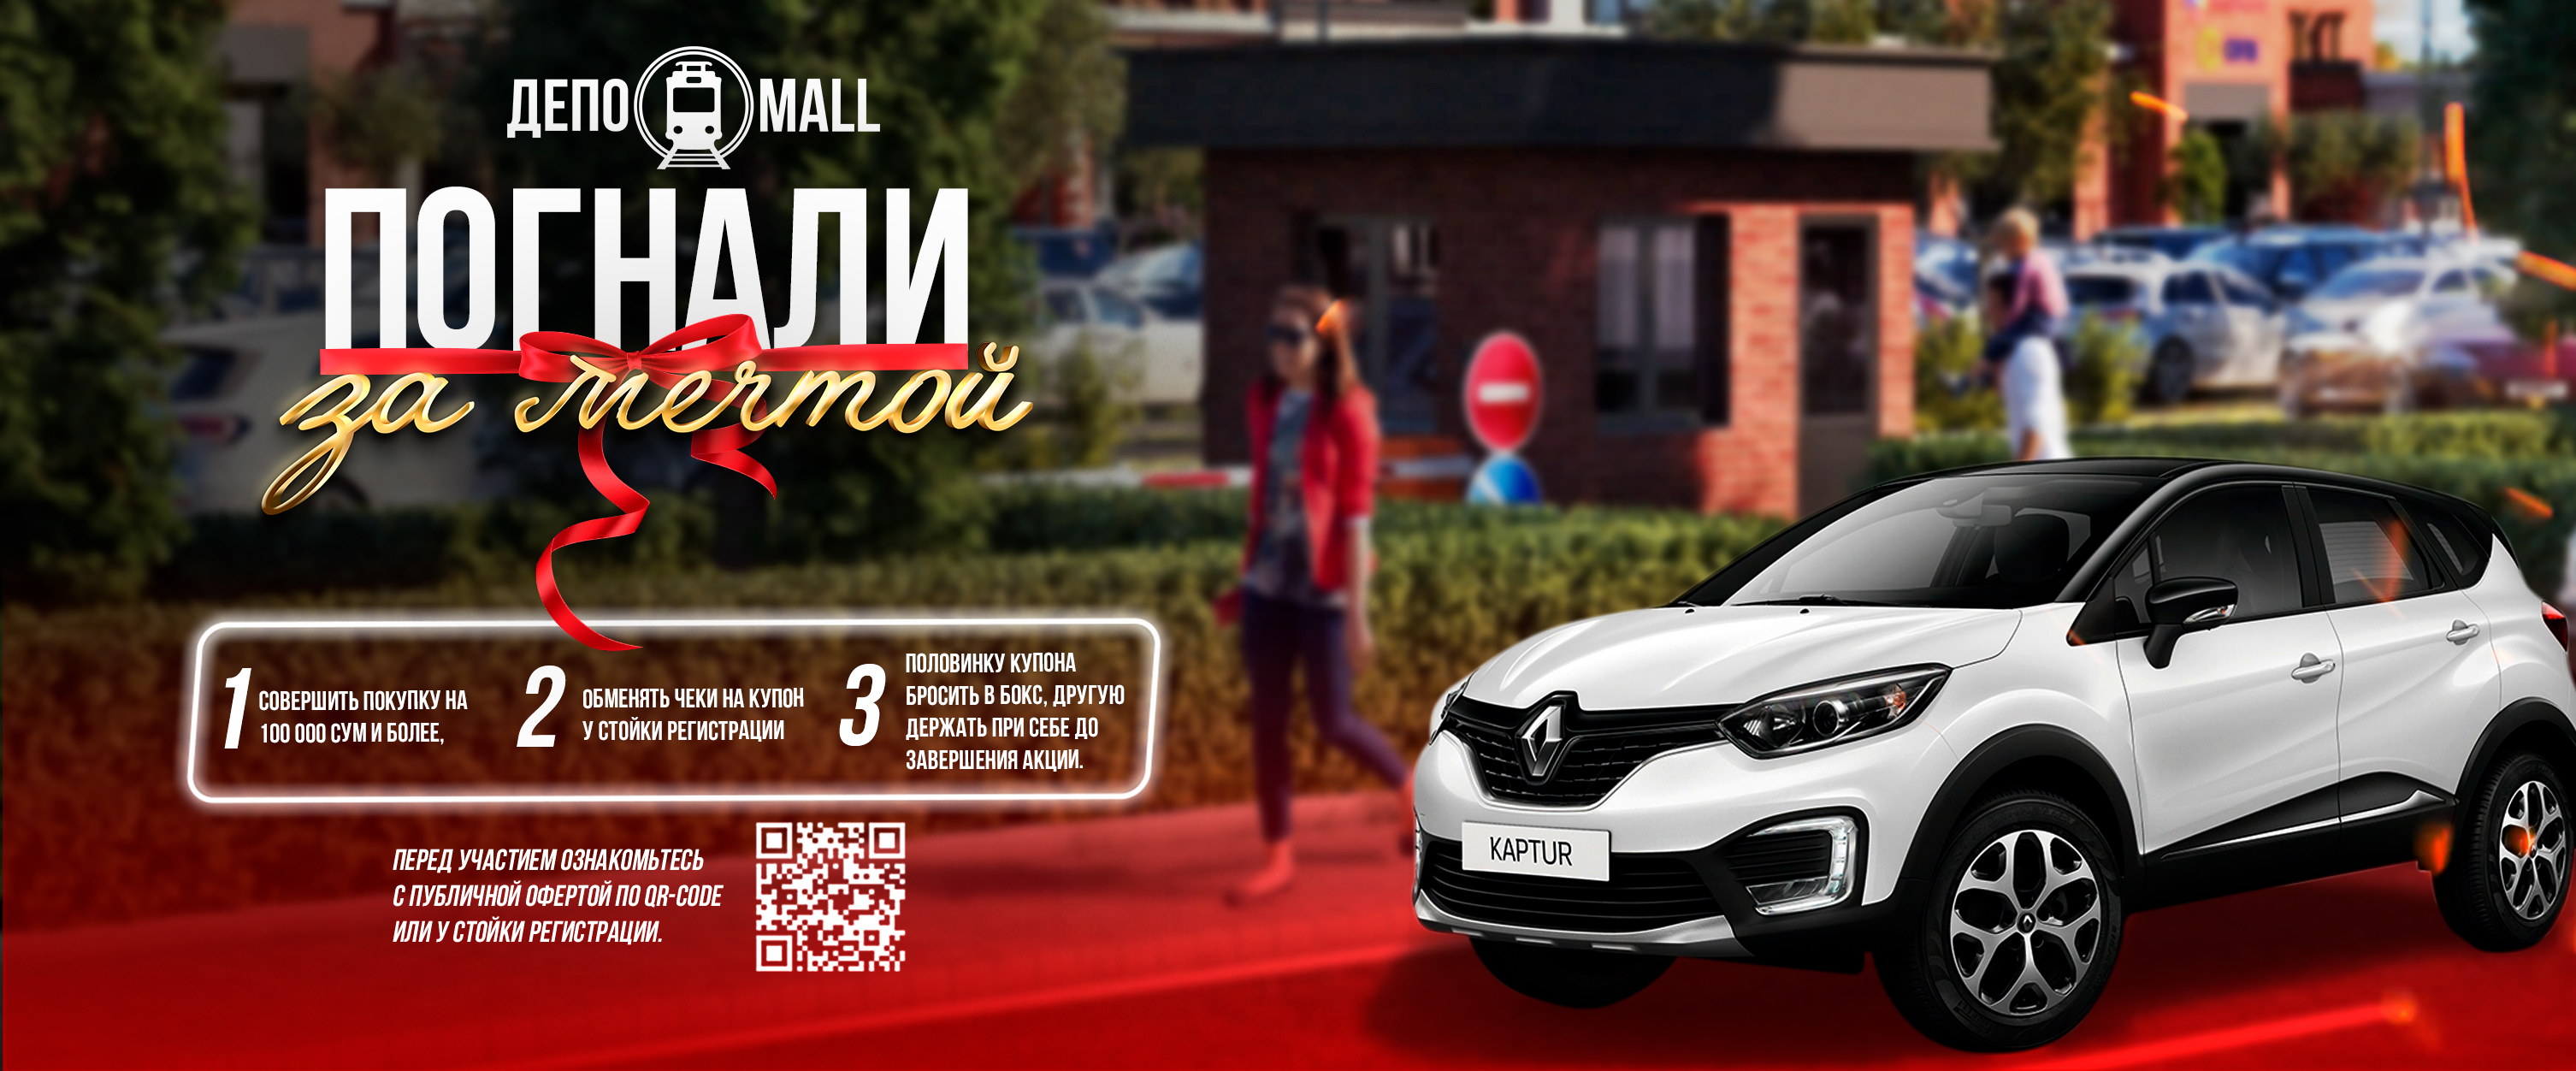 ДЕПО MALL
ПОГНАЛИ
за мечтой
1 СОВЕРШИТЬ ПОКУПКУ НА
100 000 СУМ И БОЛЕЕ,
2 ОБМЕНЯТЬ ЧЕКИ НА КУПОН
У СТОЙКИ РЕГИСТРАЦИИ
3 ПОЛОВИНКУ КУПОНА
БРОСИТЬ В БОКС, ДРУГУЮ
ДЕРЖАТЬ ПРИ СЕБЕ ДО
ЗАВЕРШЕНИЯ АКЦИИ.
ПЕРЕД УЧАСТИЕМ ОЗНАКОМЬТЕСЬ
С ПУБЛИЧНОЙ ОФЕРТОЙ ПО QR-CODE
ИЛИ У СТОЙКИ РЕГИСТРАЦИИ.
KAPTUR